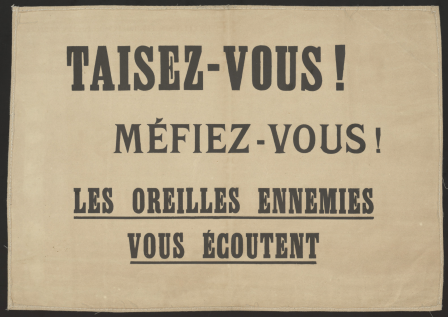 TAISEZ-VOUS !
MÉFIEZ-VOUS !
LES OREILLES ENNEMIES
VOUS ÉCOUTENT